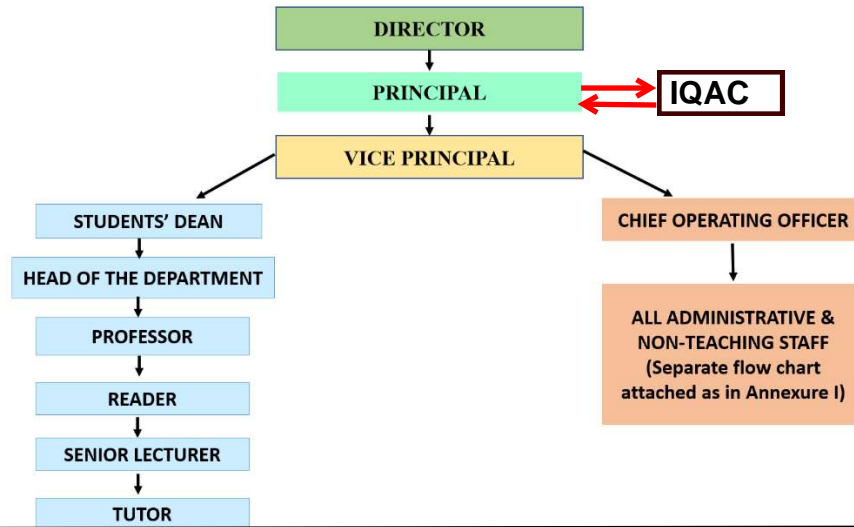 DIRECTOR
PRINCIPAL
IQAC
VICE PRINCIPAL
STUDENTS’ DEAN
HEAD OF THE DEPARTMENT
PROFESSOR
READER
SENIOR LECTURER
TUTOR
CHIEF OPERATING OFFICER
ALL ADMINISTRATIVE &
NON-TEACHING STAFF
(Separate flow chart
attached as in Annexure I)